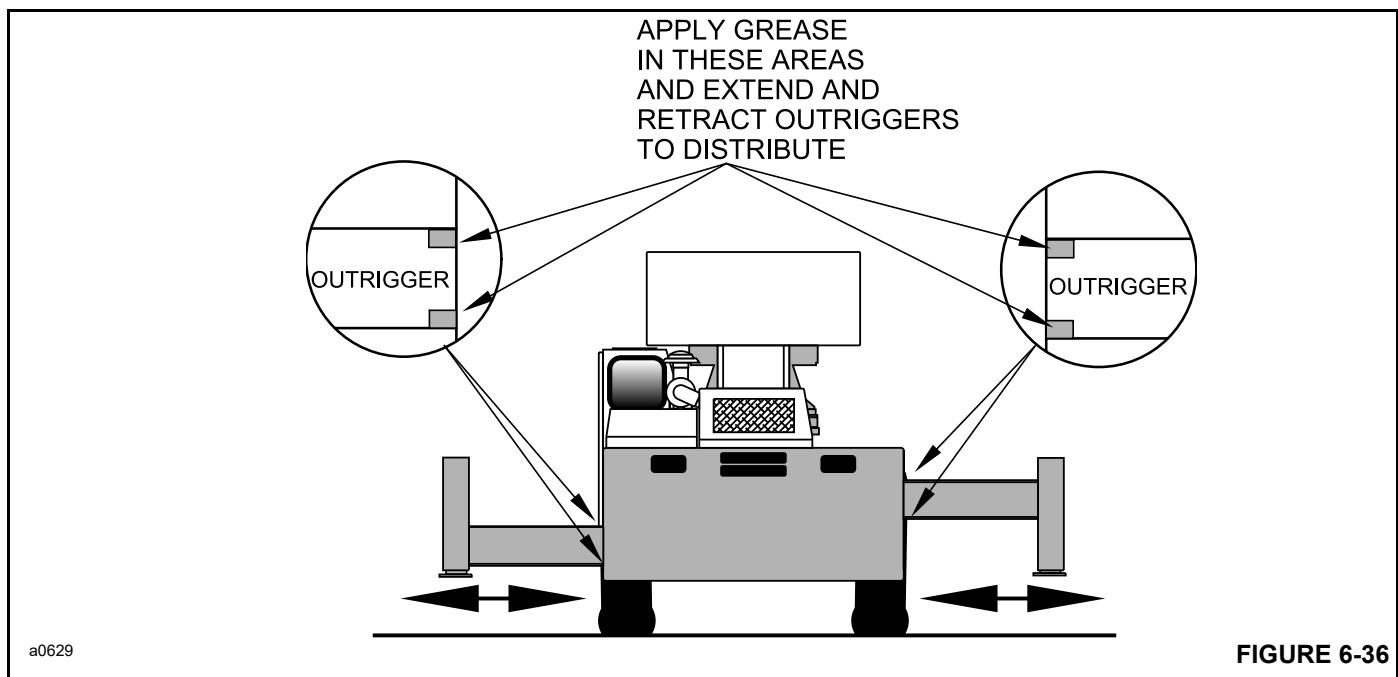 APPLY GREASE
IN THESE AREAS
AND EXTEND AND
RETRACT OUTRIGGERS
TO DISTRIBUTE
OUTRIGGER
OUTRIGGER
a0629
FIGURE 6-36